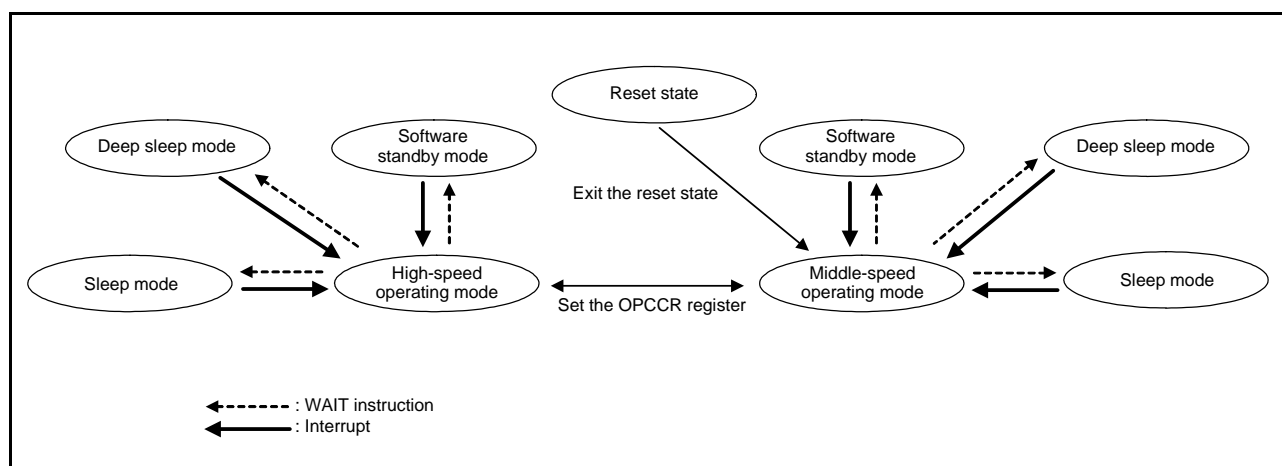 Reset state
Deep sleep mode
Software
standby mode
Software
standby mode
Deep sleep mode
Exit the reset state
Sleep mode
High-speed
operating mode
Set the OPCCR register
Middle-speed
operating mode
Sleep mode
: WAIT instruction
: Interrupt